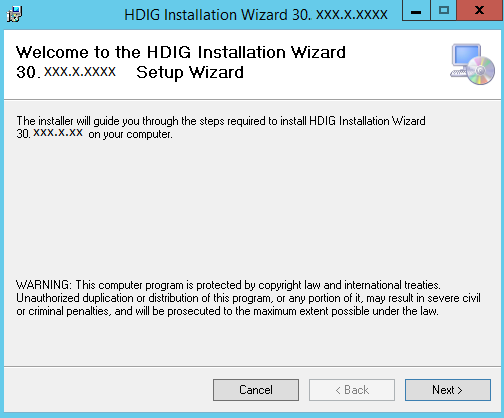 HDIG Installation Wizard 30. XXX.X.XXXX
Welcome to the HDIG Installation Wizard
30. XXX.X.XXXX Setup Wizard
The installer will guide you through the steps required to install HDIG Installation Wizard
30. XXX.X.XX on your computer.
WARNING: This computer program is protected by copyright law and international treaties.
Unauthorized duplication or distribution of this program, or any portion of it, may result in severe civil
or criminal penalties, and will be prosecuted to the maximum extent possible under the law.
Cancel < Back Next >